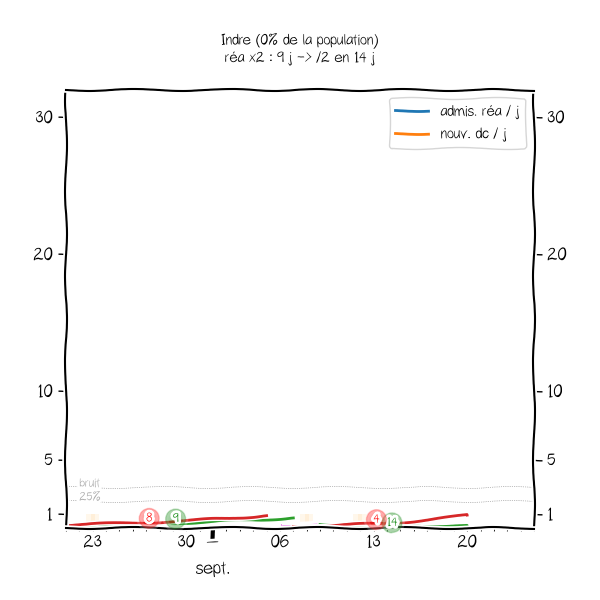 Indre (0% de la population)
réa x2 : 9 j -> /2 en 14 j
admis. réa / j
nouv. dc / j
30 30
20 20
10 10
5 5
bruit
25%
1 1
8 9 4 14
23 30 06 13 20
sept.